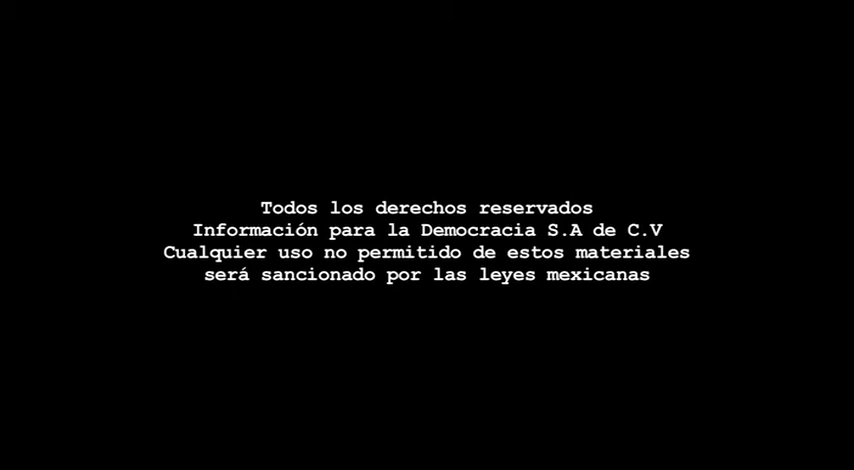 Todos los derechos reservados
Información para la Democracia S.A de C.V
Cualquier uso no permitido de estos materiales
será sancionado por las leyes mexicanas